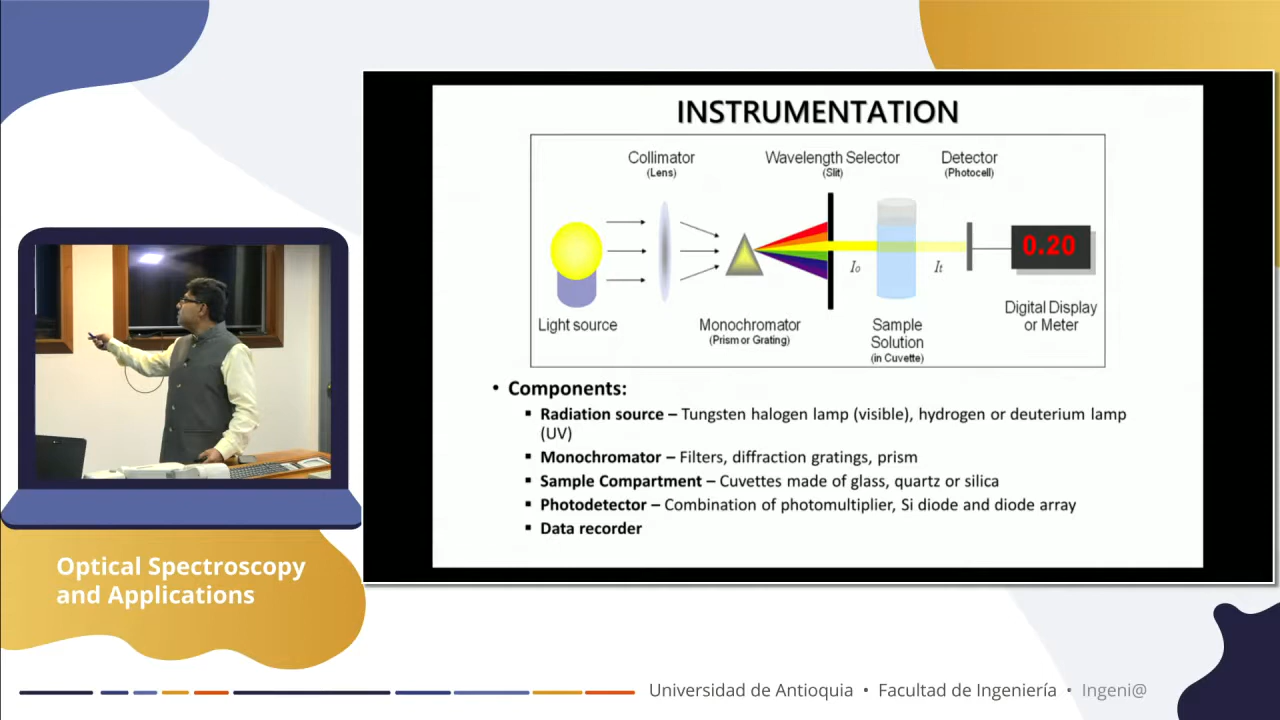 INSTRUMENTATION
Collimator
(Lens)
Wavelength Selector
(Slit)
Detector
(Photocell)
Io
It
0.20
Light source
Monochromator
(Prism or Grating)
Sample
Solution
(in Cuvette)
Digital Display
or Meter
• Components:
▪ Radiation source – Tungsten halogen lamp (visible), hydrogen or deuterium lamp
(UV)
▪ Monochromator – Filters, diffraction gratings, prism
▪ Sample Compartment – Cuvettes made of glass, quartz or silica
▪ Photodetector – Combination of photomultiplier, Si diode and diode array
▪ Data recorder
Optical Spectroscopy
and Applications
Universidad de Antioquia • Facultad de Ingeniería • Ingeni@